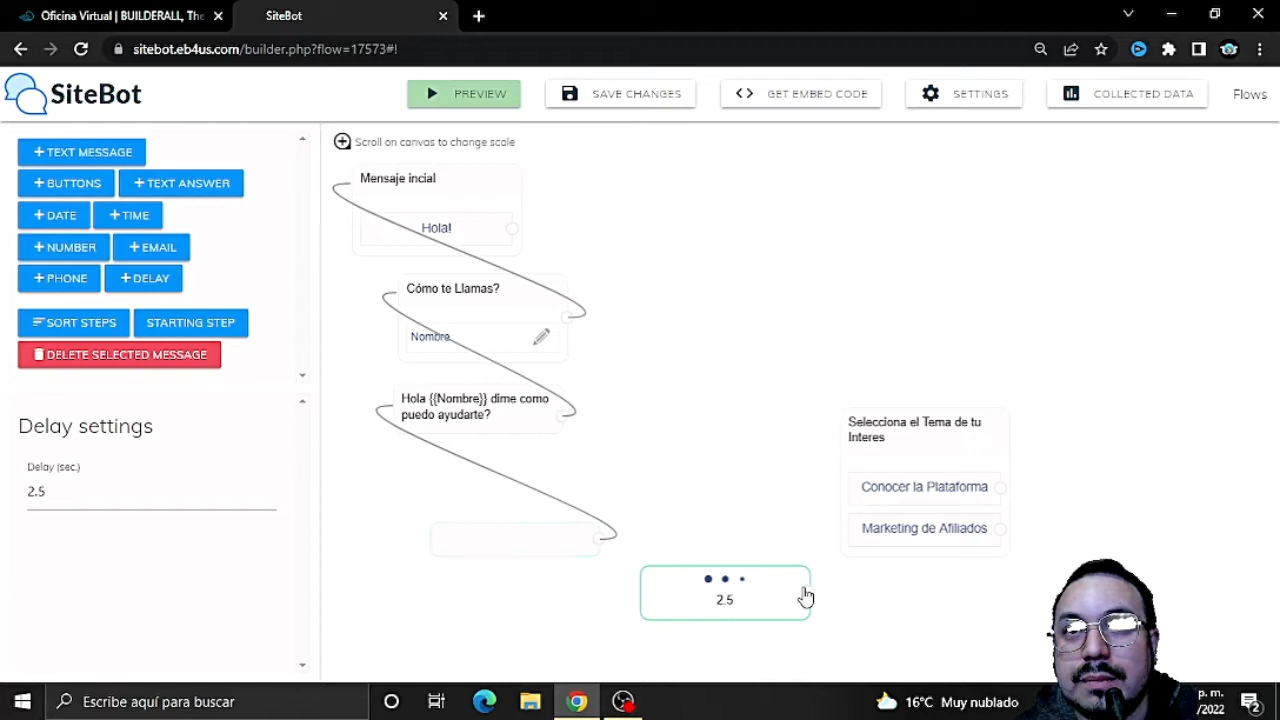 Oficina Virtual | BUILDERALL, The
SiteBot
sitebot.eb4us.com/builder.php?flow=17573#!
SiteBot
PREVIEW
SAVE CHANGES
GET EMBED CODE
SETTINGS
COLLECTED DATA
Flows
+ TEXT MESSAGE
+ BUTTONS
+ TEXT ANSWER
+ DATE
+ TIME
+ NUMBER
+ EMAIL
+ PHONE
+ DELAY
SORT STEPS
STARTING STEP
DELETE SELECTED MESSAGE
Delay settings
Delay (sec.)
2.5
Scroll on canvas to change scale
Mensaje incial
Hola!
Cómo te Llamas?
Nombre
Hola {{Nombre}} dime como
puedo ayudarte?
2.5
Selecciona el Tema de tu
Interes
Conocer la Plataforma
Marketing de Afiliados
Escribe aquí para buscar
16°C Muy nublado
p. m.
/2022
2